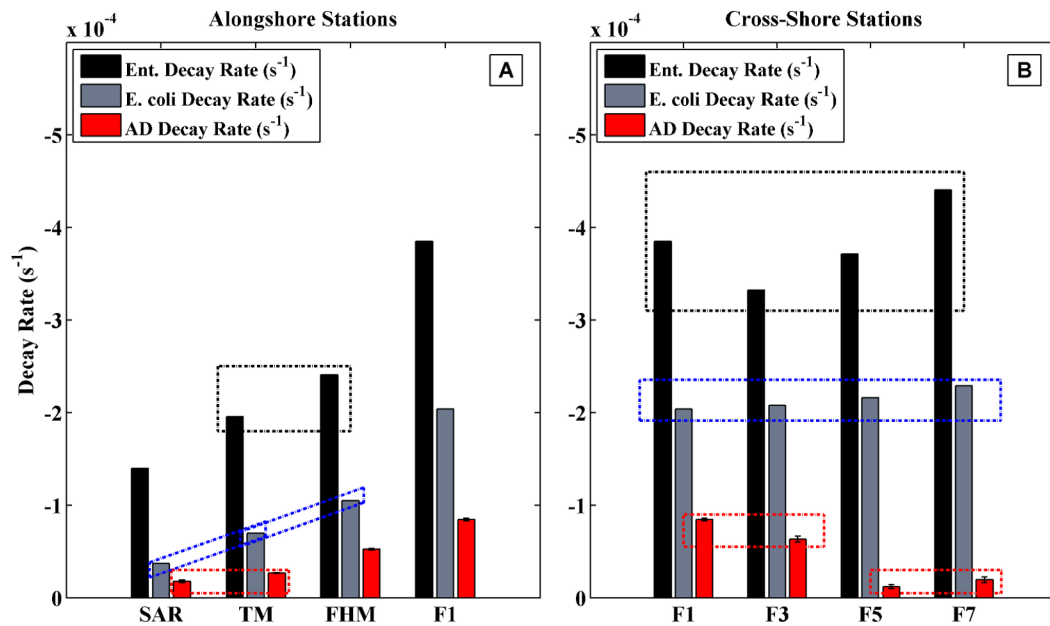 Alongshore Stations
x 10^-4
Ent. Decay Rate (s^-1)
E. coli Decay Rate (s^-1)
AD Decay Rate (s^-1)
A
Decay Rate (s^-1)
-5
-4
-3
-2
-1
0
SAR TM FHM F1
Cross-Shore Stations
x 10^-4
Ent. Decay Rate (s^-1)
E. coli Decay Rate (s^-1)
AD Decay Rate (s^-1)
B
-5
-4
-3
-2
-1
0
F1 F3 F5 F7